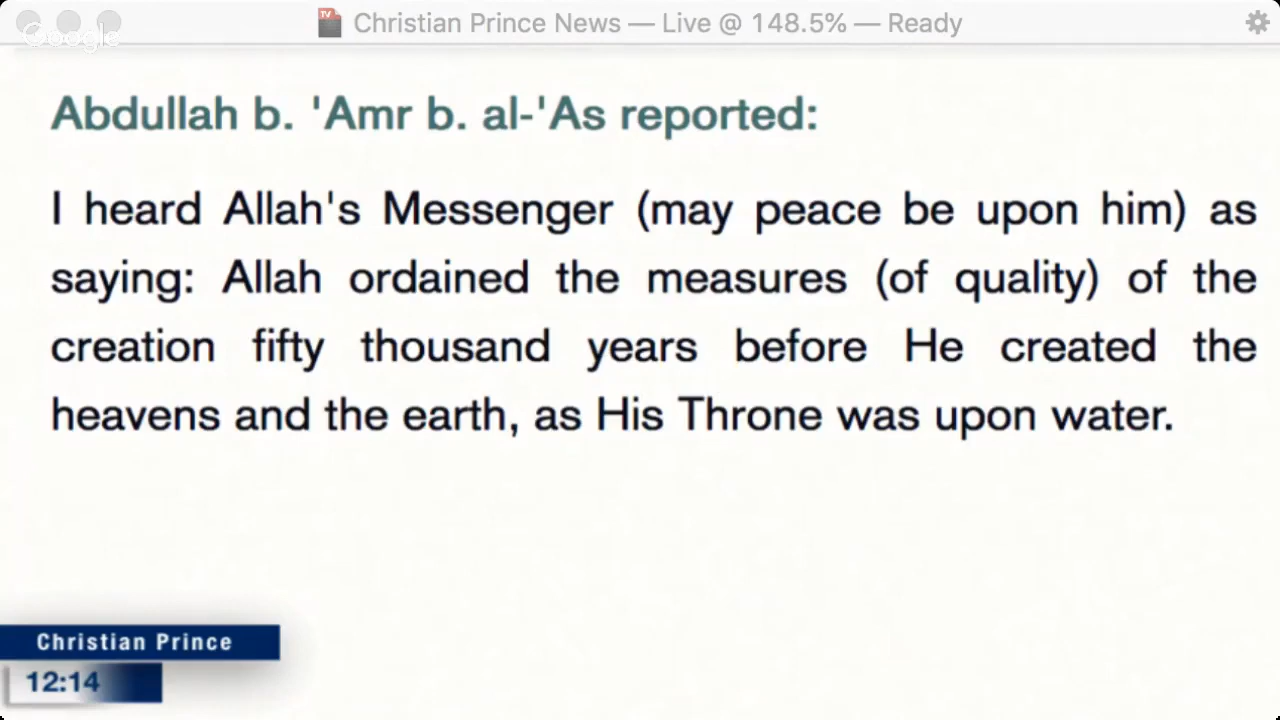 Christian Prince News — Live @ 148.5% — Ready
Google
TV
Abdullah b. 'Amr b. al-'As reported:
I heard Allah's Messenger (may peace be upon him) as
saying: Allah ordained the measures (of quality) of the
creation fifty thousand years before He created the
heavens and the earth, as His Throne was upon water.
Christian Prince
12:14